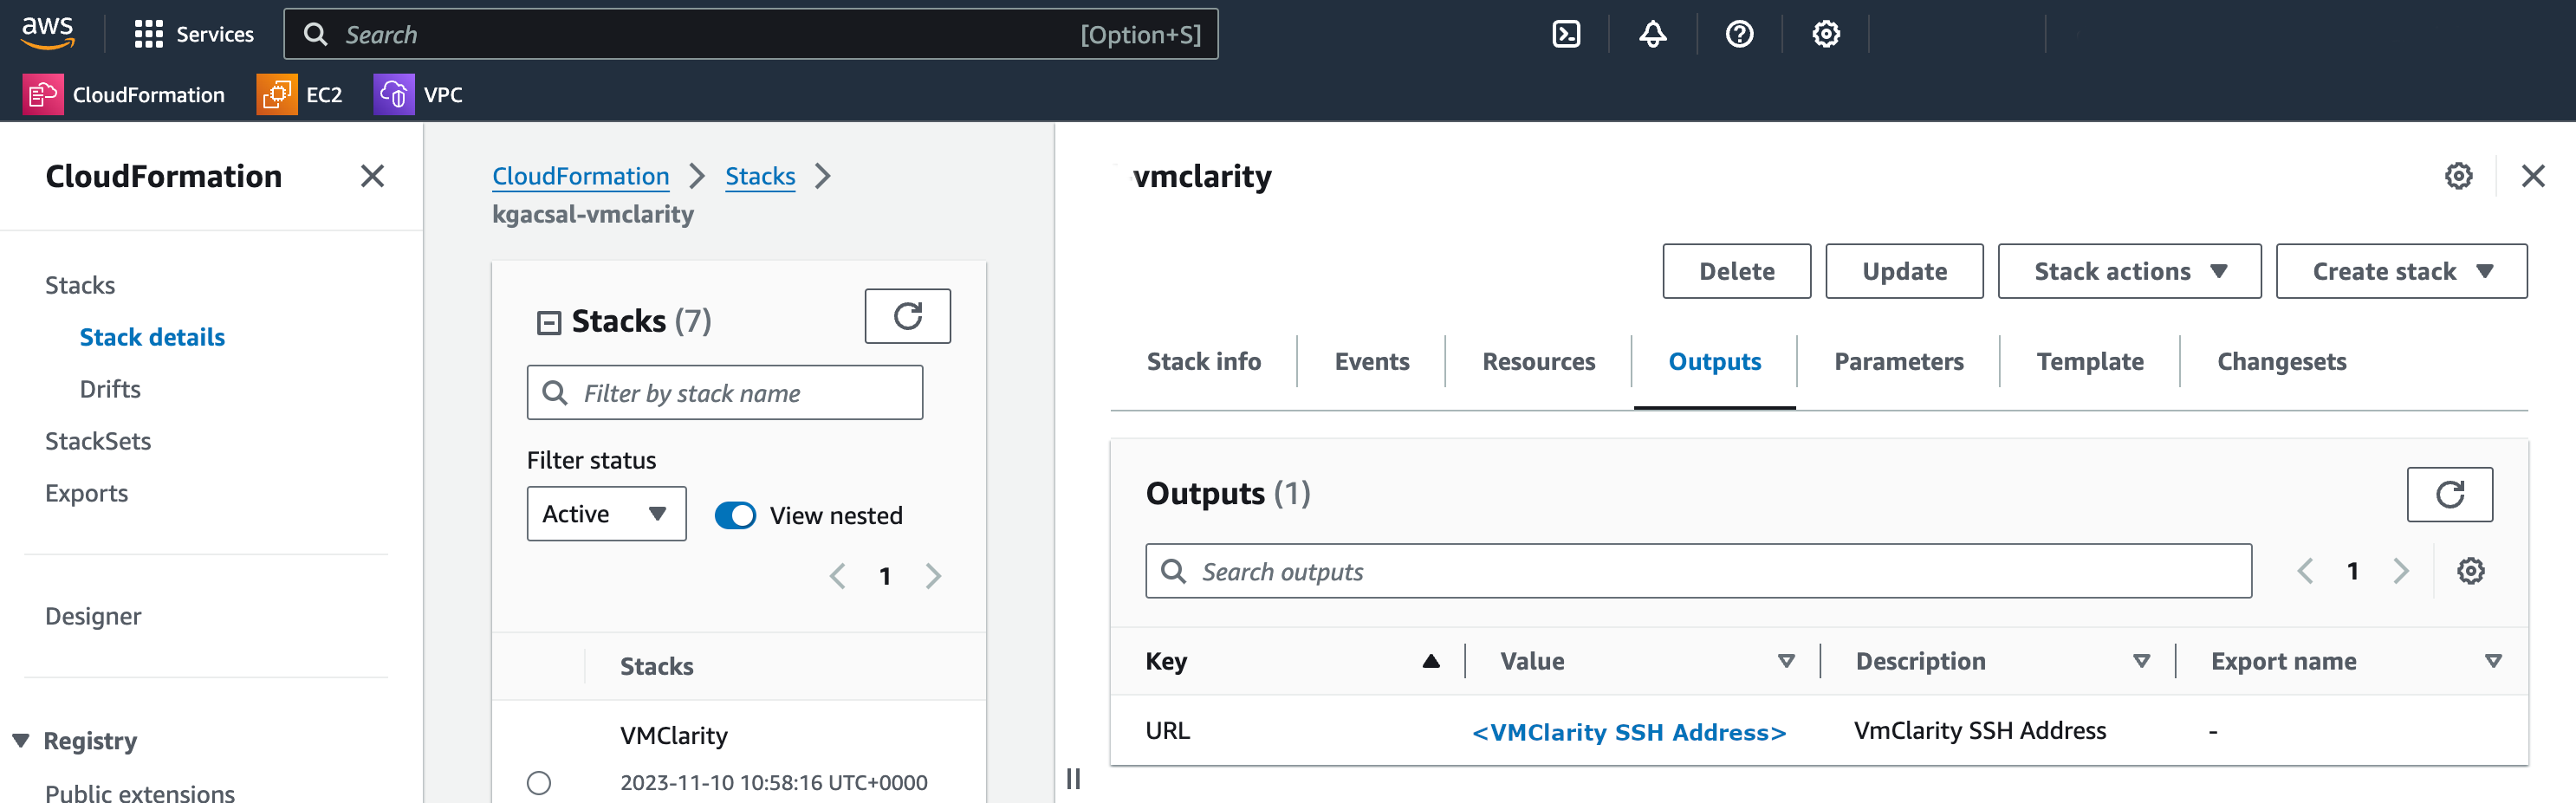 aws
Services
Search
[Option+S]
CloudFormation
EC2
VPC
CloudFormation
Stacks
Stack details
Drifts
StackSets
Exports
Designer
Registry
Public extensions
CloudFormation
Stacks
kgacsal-vmclarity
Stacks (7)
Filter by stack name
Filter status
Active
View nested
1
Stacks
VMClarity
2023-11-10 10:58:16 UTC+0000
vmclarity
Delete
Update
Stack actions
Create stack
Stack info
Events
Resources
Outputs
Parameters
Template
Changesets
Outputs (1)
Search outputs
1
Key
Value
Description
Export name
URL
<VMClarity SSH Address>
VmClarity SSH Address
-